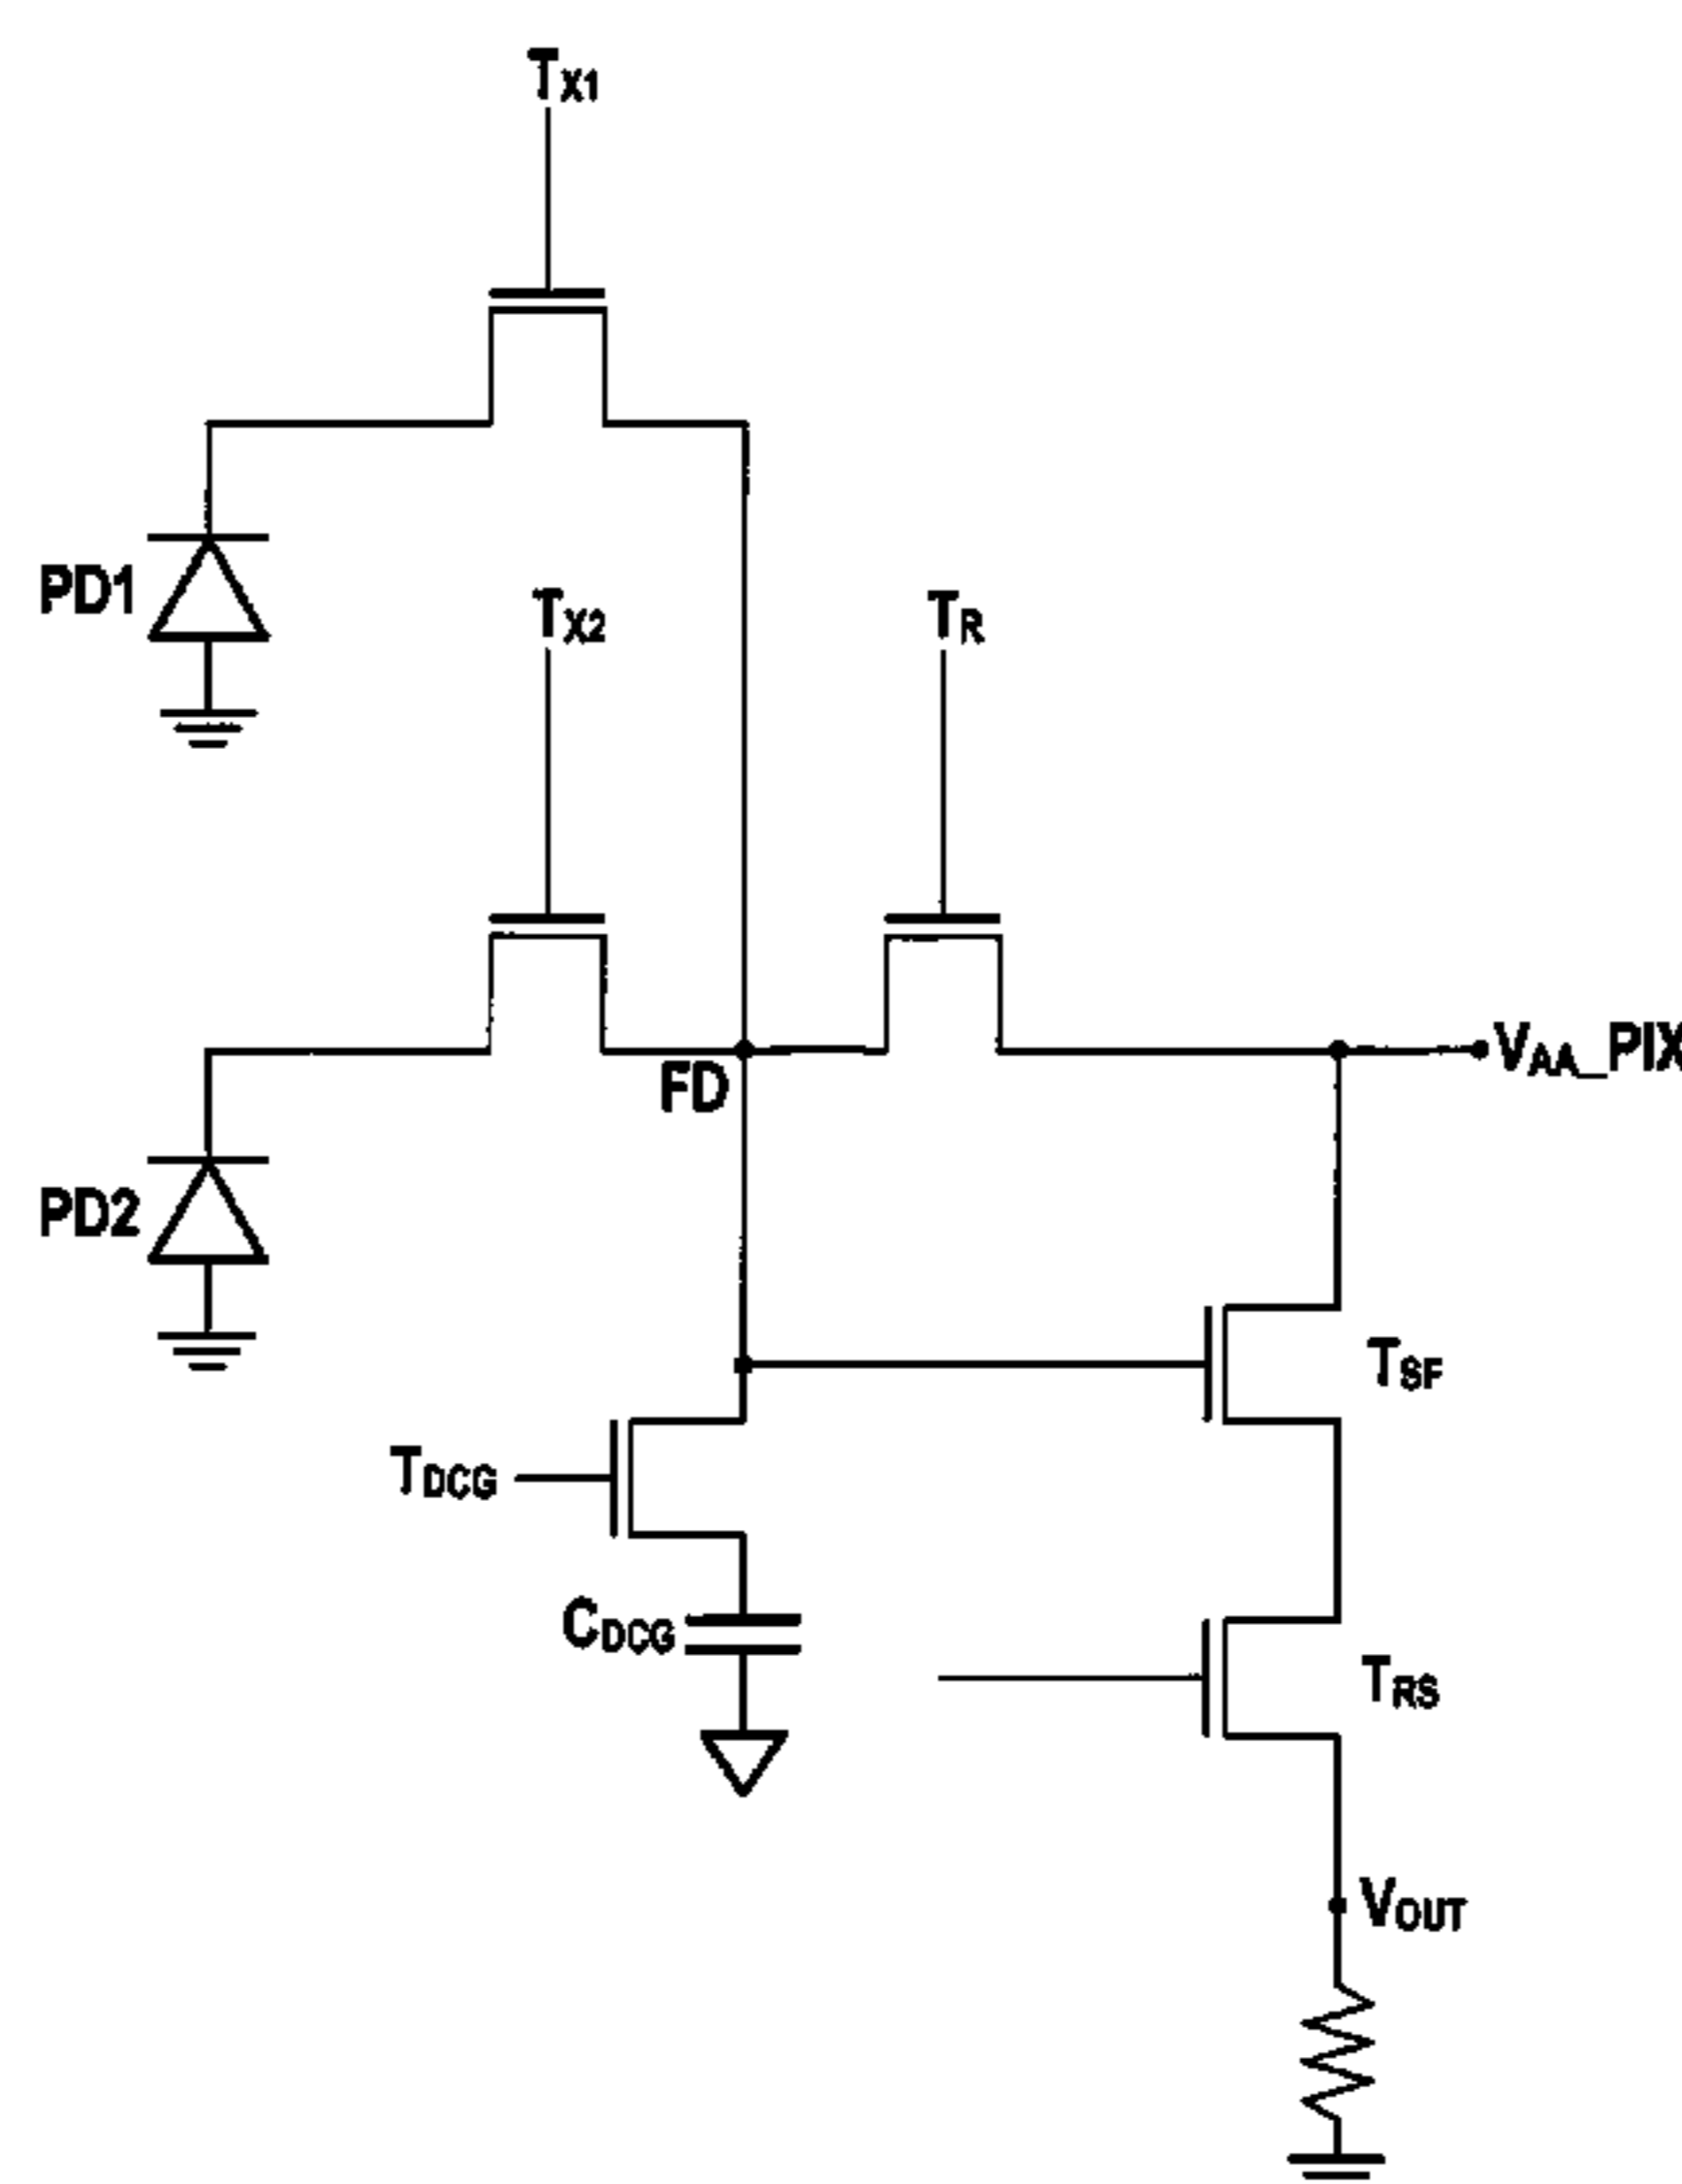 TX1
PD1
TX2
TR
FD
VAA_PIX
PD2
TSF
TDCG
CDCG
TRS
VOUT